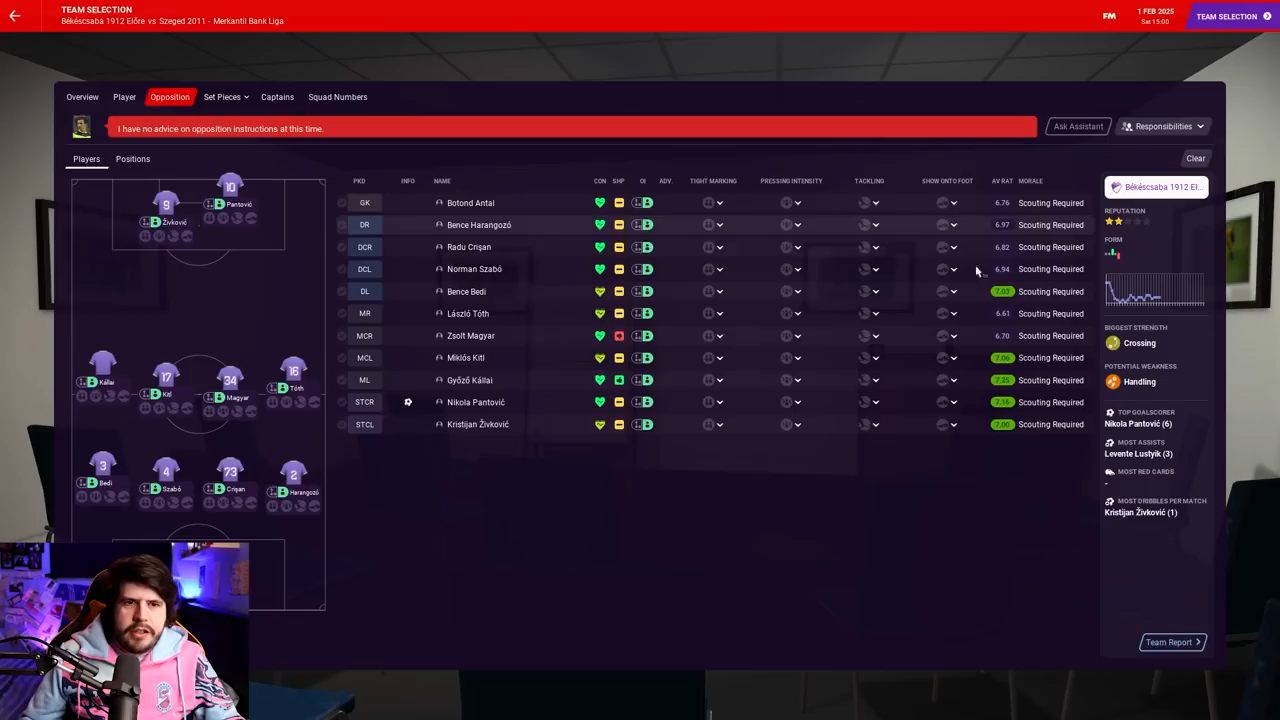 TEAM SELECTION
Békéscsaba 1912 Előre vs Szeged 2011 - Merkantil Bank Liga
FM
1 FEB 2025
Sat 15:00
TEAM SELECTION
Overview Player Opposition Set Pieces Captains Squad Numbers
I have no advice on opposition instructions at this time.
Ask Assistant
Responsibilities
Players Positions
Clear
10
Pantović
9
Živković
Kállai
17
Kitl
34
Magyar
16
Tóth
3
Bedi
4
Szabó
73
Crişan
2
Harangozó
PKD INFO NAME CON SHP OI ADV. TIGHT MARKING PRESSING INTENSITY TACKLING SHOW ONTO FOOT AV RAT MORALE
GK Botond Antal 6.76 Scouting Required
DR Bence Harangozó 6.97 Scouting Required
DCR Radu Crişan 6.82 Scouting Required
DCL Norman Szabó 6.94 Scouting Required
DL Bence Bedi 7.03 Scouting Required
MR László Tóth 6.61 Scouting Required
MCR Zsolt Magyar 6.70 Scouting Required
MCL Miklós Kitl 7.06 Scouting Required
ML Győző Kállai 7.25 Scouting Required
STCR Nikola Pantović 7.16 Scouting Required
STCL Kristijan Živković 7.00 Scouting Required
Békéscsaba 1912 El...
REPUTATION
FORM
BIGGEST STRENGTH
Crossing
POTENTIAL WEAKNESS
Handling
TOP GOALSCORER
Nikola Pantović (6)
MOST ASSISTS
Levente Lustyik (3)
MOST RED CARDS
-
MOST DRIBBLES PER MATCH
Kristijan Živković (1)
Team Report